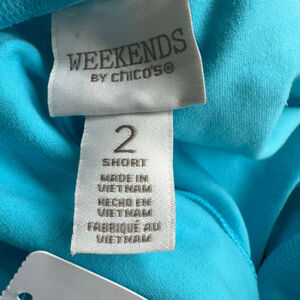 WEEKENDS
BY chico's®
2
SHORT
MADE IN
VIETNAM
HECHO EN
VIETNAM
FABRIQUÉ AU
VIETNAM